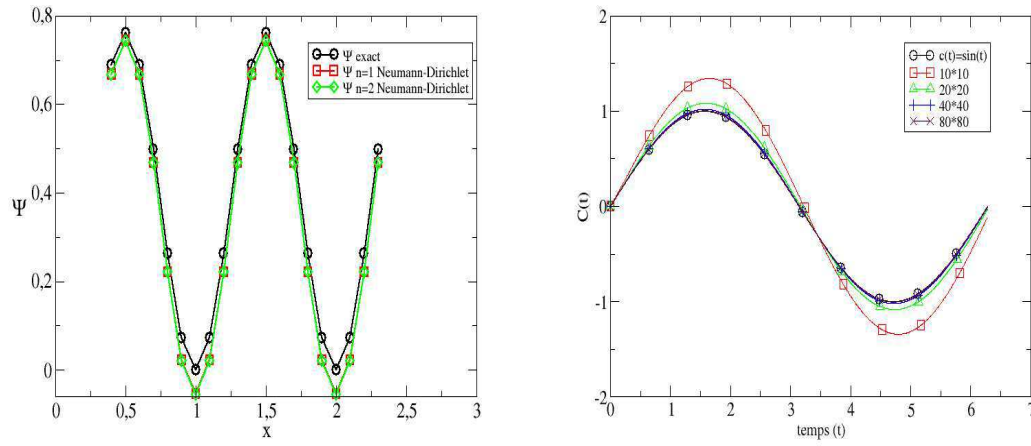 0,8
0,6
0,4
0,2
0
Ψ
0 0,5 1 1,5 2 2,5 3
x
Ψ exact
Ψ n=1 Neumann-Dirichlet
Ψ n=2 Neumann-Dirichlet
2
1
0
-1
-2
C(t)
0 1 2 3 4 5 6 7
temps (t)
c(t)=sin(t)
10*10
20*20
40*40
80*80